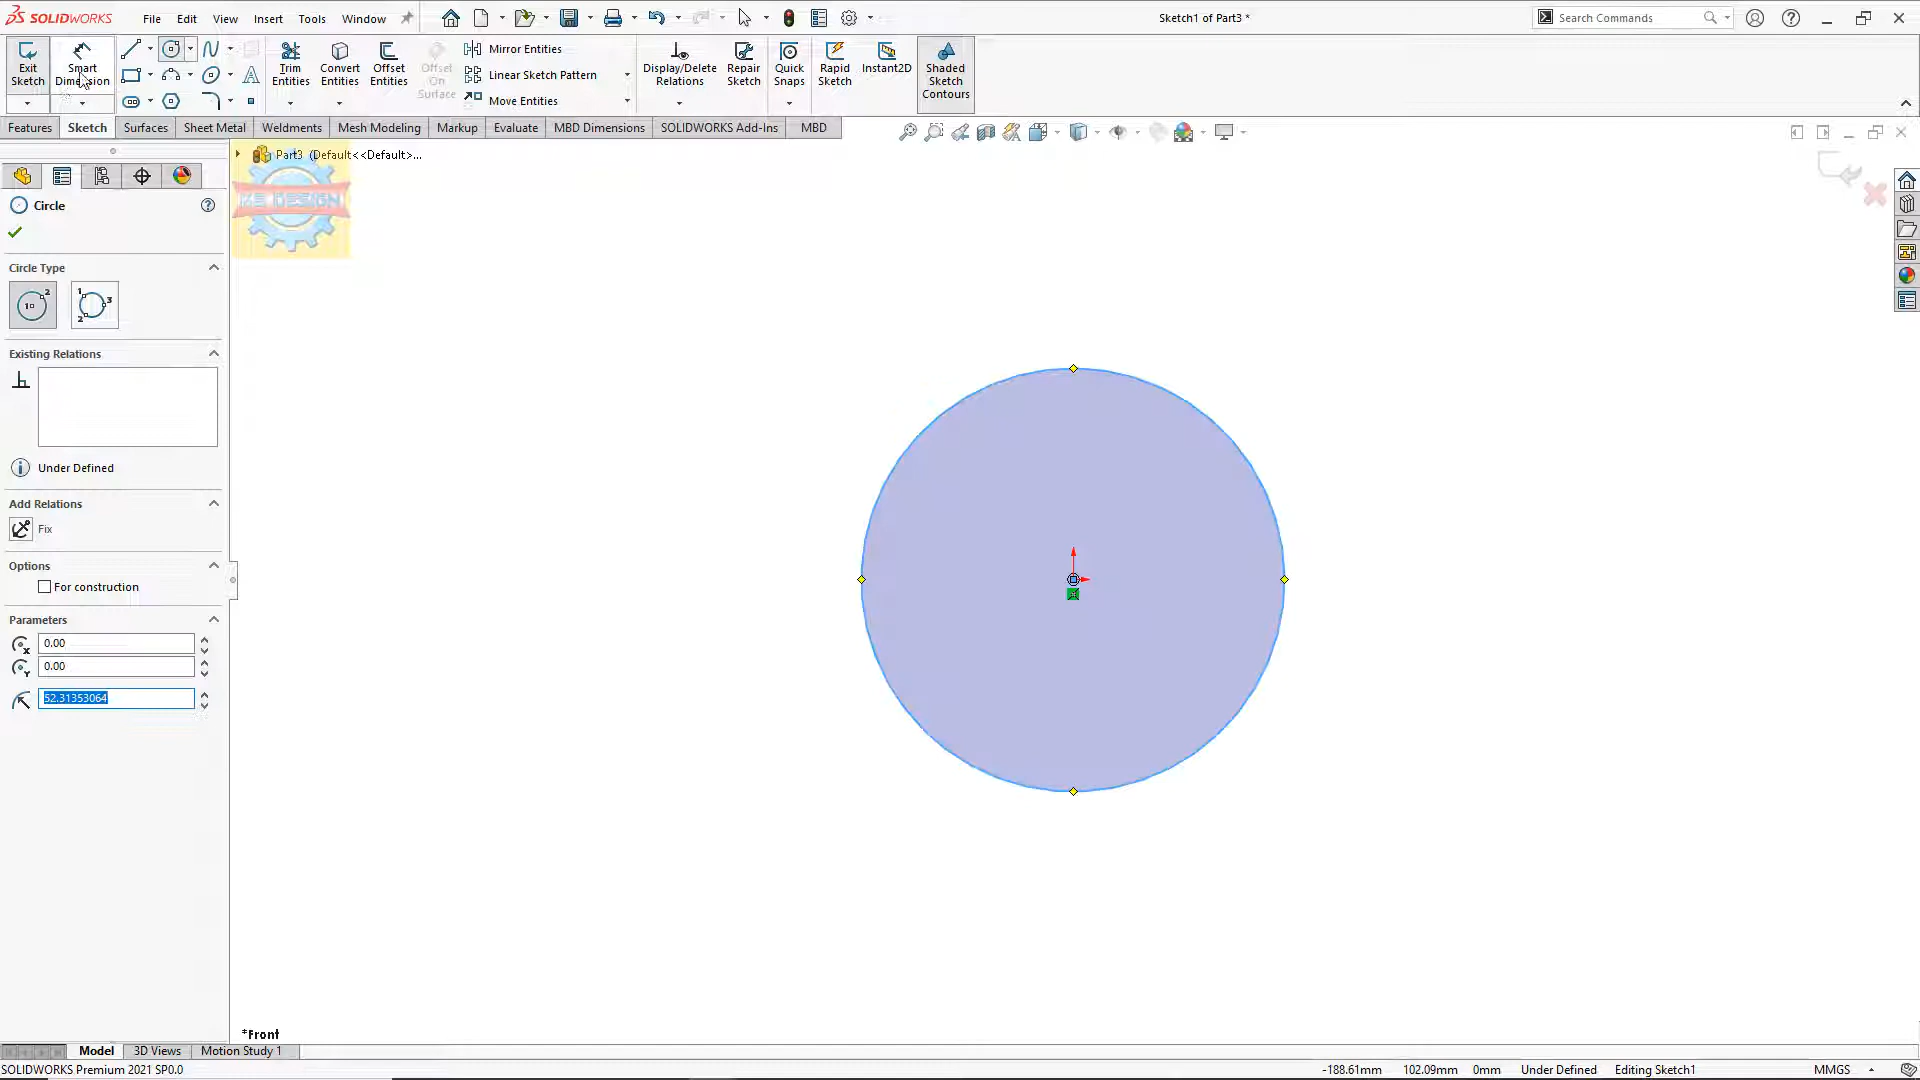 SOLIDWORKS File Edit View Insert Tools Window Sketch1 of Part3 * Search Commands
Exit Sketch
Smart Dimension
Trim Entities
Convert Entities
Offset Entities
Offset On Surface
Mirror Entities
Linear Sketch Pattern
Move Entities
Display/Delete Relations
Repair Sketch
Quick Snaps
Rapid Sketch
Instant2D
Shaded Sketch Contours
Features Sketch Surfaces Sheet Metal Weldments Mesh Modeling Markup Evaluate MBD Dimensions SOLIDWORKS Add-Ins MBD
Part3 (Default<<Default>...
DESIGN
Circle
Circle Type
Existing Relations
Under Defined
Add Relations
Fix
Options
For construction
Parameters
0.00
0.00
52.31353064
*Front
Model 3D Views Motion Study 1
SOLIDWORKS Premium 2021 SP0.0 -188.61mm 102.09mm 0mm Under Defined Editing Sketch1 MMGS